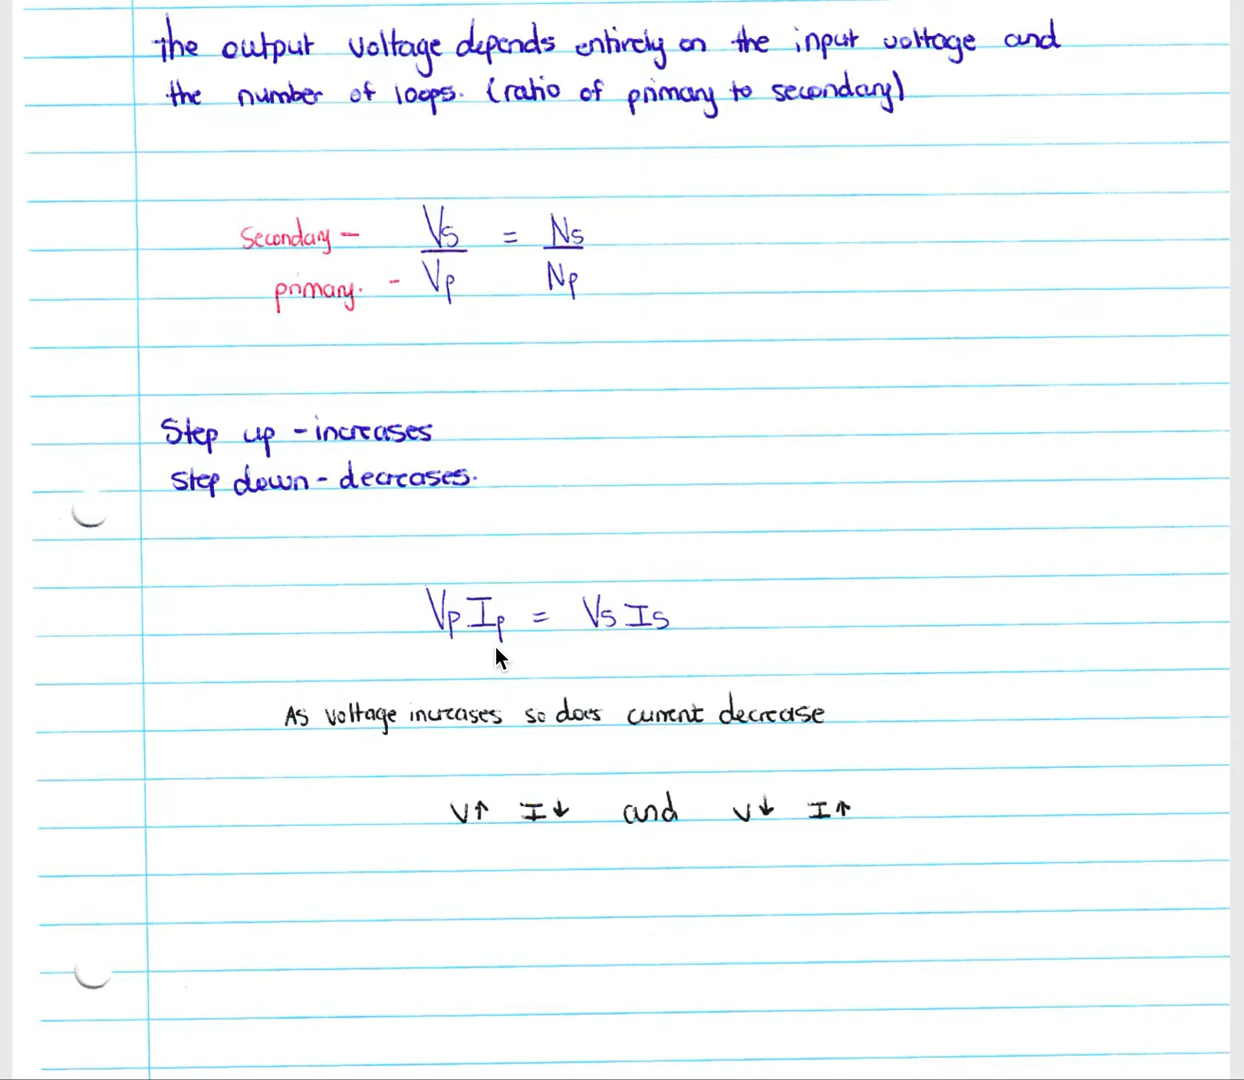 The output voltage depends entirely on the input voltage and
the number of loops. (ratio of primary to secondary)
Secondary - Vs = Ns
primary. - Vp Np
Step up - increases
Step down - decreases.
VpIp = VsIs
As voltage increases so does current decrease
V↑ I↓ and V↓ I↑